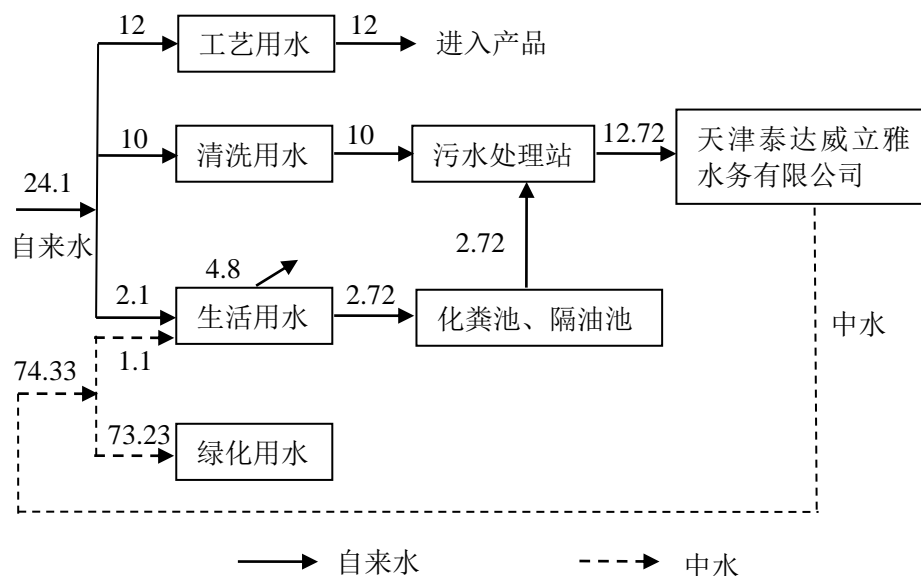 12
工艺用水
12
进入产品
10
清洗用水
10
污水处理站
12.72
天津泰达威立雅
水务有限公司
24.1
自来水
2.72
4.8
2.1
生活用水
2.72
化粪池、隔油池
中水
1.1
74.33
73.23
绿化用水
自来水
中水